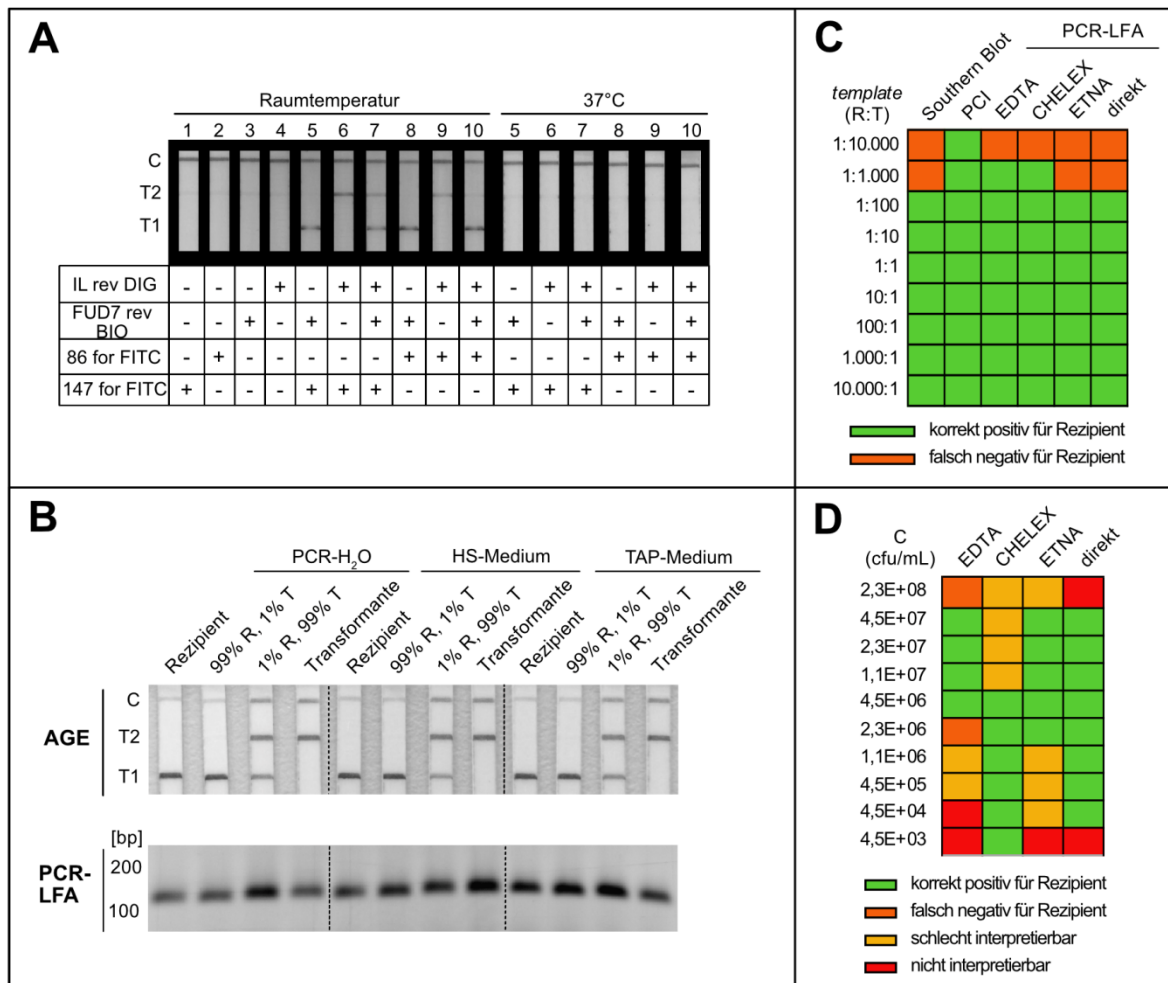 A
Raumtemperatur 37°C
1 2 3 4 5 6 7 8 9 10 5 6 7 8 9 10
C
T2
T1
IL rev DIG - - - + - + + - + + - + + - + +
FUD7 rev BIO - - + - + - + + - + + - + + - +
86 for FITC - + - - - - - + + + - - - + + +
147 for FITC + - - - + + + - - - + + + - - -
B
PCR-H₂O HS-Medium TAP-Medium
Rezipient 99% R, 1% T 1% R, 99% T Transformante Rezipient 99% R, 1% T 1% R, 99% T Transformante Rezipient 99% R, 1% T 1% R, 99% T Transformante
AGE
C
T2
T1
[bp]
PCR-LFA
200
100
C
PCR-LFA
template (R:T)
Southern Blot PCI EDTA CHELEX ETNA direkt
1:10.000
1:1.000
1:100
1:10
1:1
10:1
100:1
1.000:1
10.000:1
korrekt positiv für Rezipient
falsch negativ für Rezipient
D
C (cfu/mL)
EDTA CHELEX ETNA direkt
2,3E+08
4,5E+07
2,3E+07
1,1E+07
4,5E+06
2,3E+06
1,1E+06
4,5E+05
4,5E+04
4,5E+03
korrekt positiv für Rezipient
falsch negativ für Rezipient
schlecht interpretierbar
nicht interpretierbar